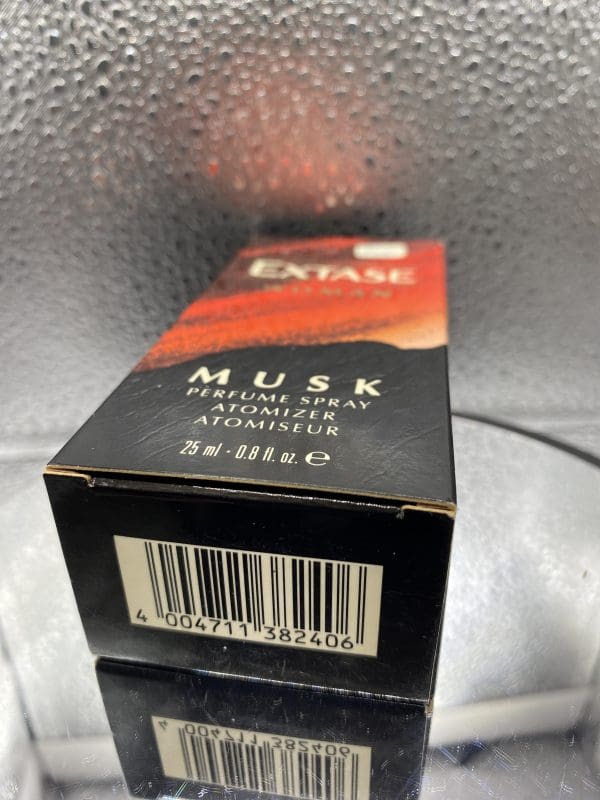 EXTASE
WOMAN
MUSK
PERFUME SPRAY
ATOMIZER
ATOMISEUR
25 ml - 0.8 fl. oz. ℮
4 004711 382406